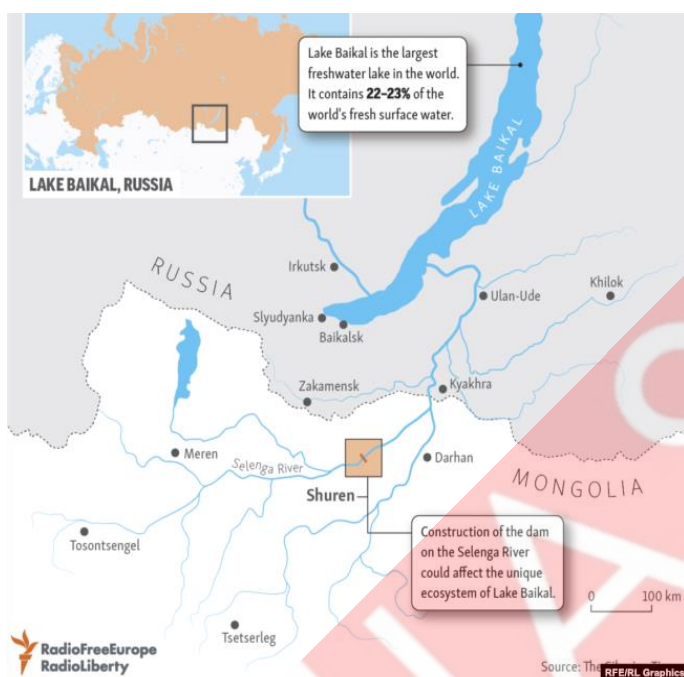 Lake Baikal is the largest
freshwater lake in the world.
It contains 22–23% of the
world's fresh surface water.
LAKE BAIKAL, RUSSIA
LAKE BAIKAL
RUSSIA
Irkutsk
Ulan-Ude
Khilok
Slyudyanka
Baikalsk
Zakamensk
Kyakhra
Meren
Selenga River
Darhan
Shuren
MONGOLIA
Tosontsengel
Construction of the dam
on the Selenga River
could affect the unique
ecosystem of Lake Baikal.
0 100 km
Tsetserleg
RadioFreeEurope
RadioLiberty
Source: The
RFE/RL Graphics